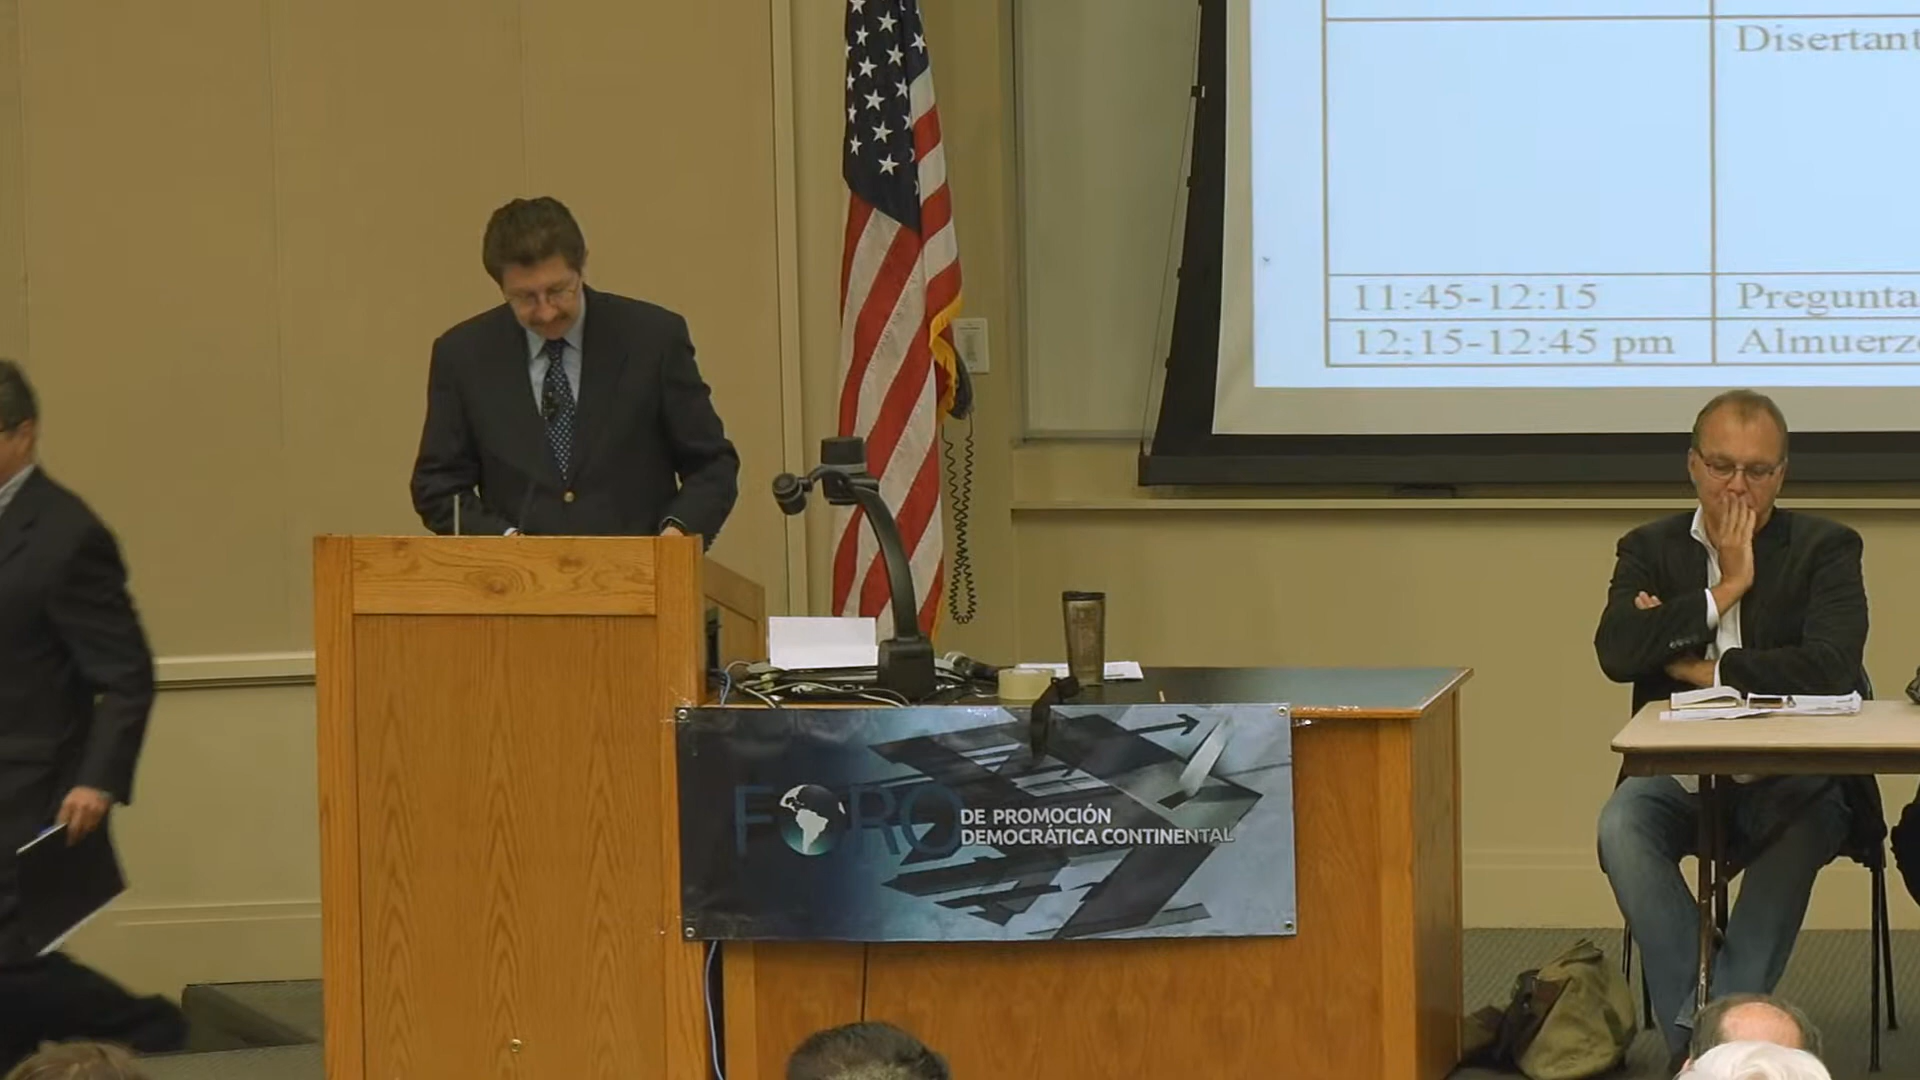 Disertant
11:45-12:15 Pregunta
12;15-12:45 pm Almuerzo
FORO
DE PROMOCIÓN
DEMOCRÁTICA CONTINENTAL